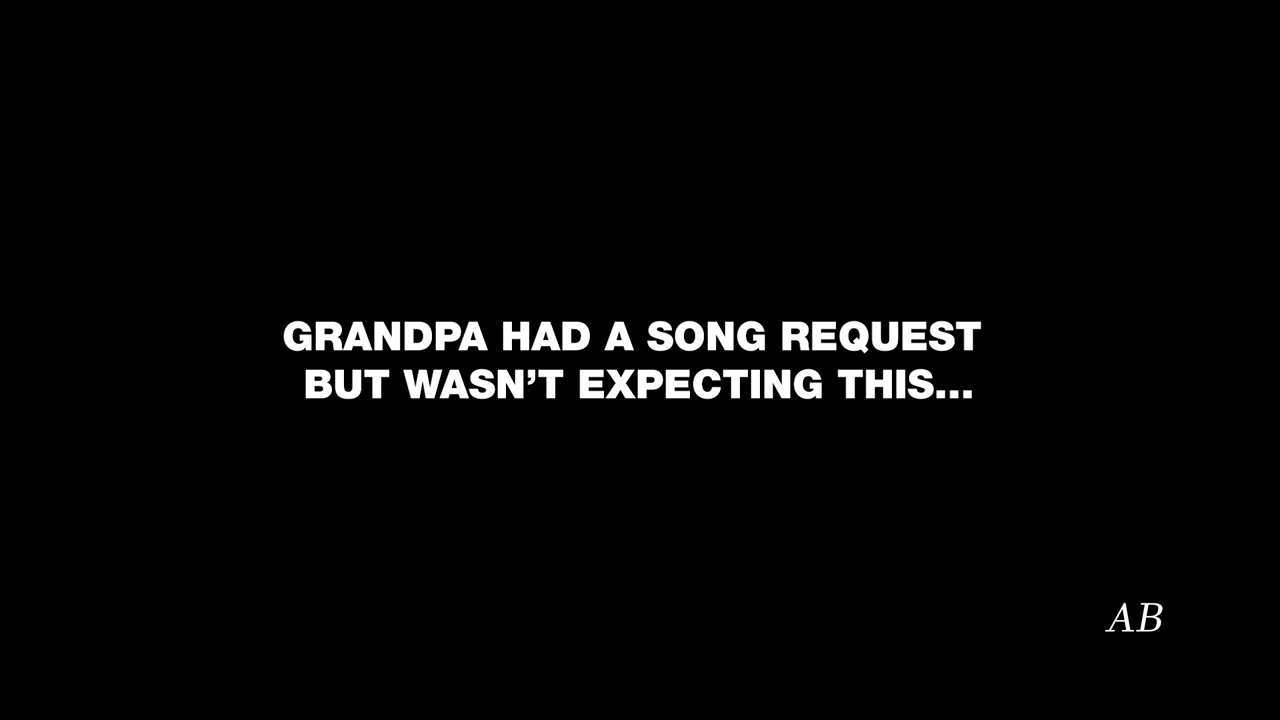 GRANDPA HAD A SONG REQUEST
BUT WASN’T EXPECTING THIS...
AB